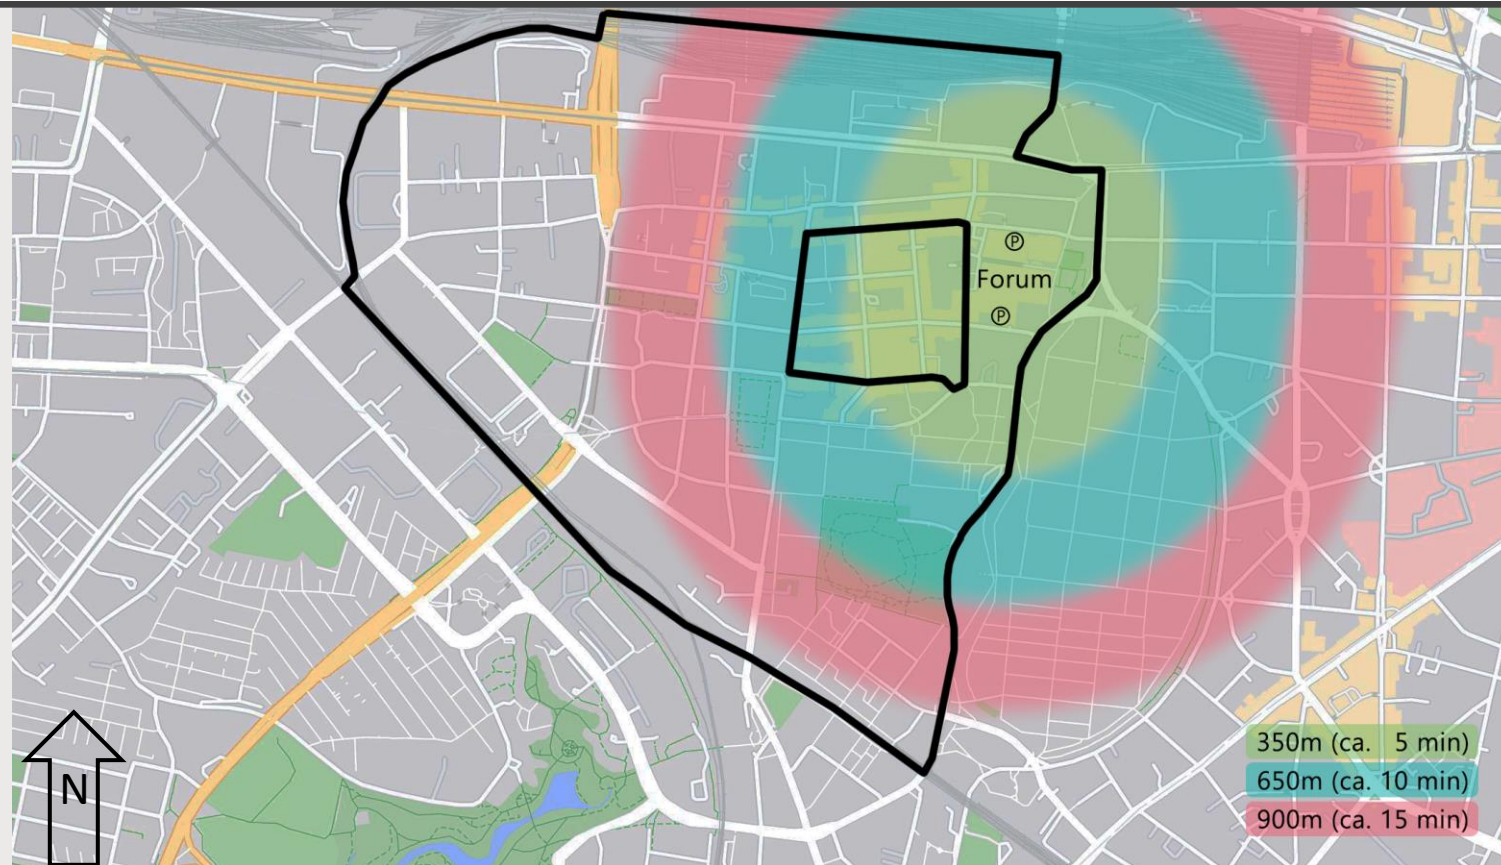 Ⓟ
Forum
Ⓟ
N
350m (ca. 5 min)
650m (ca. 10 min)
900m (ca. 15 min)